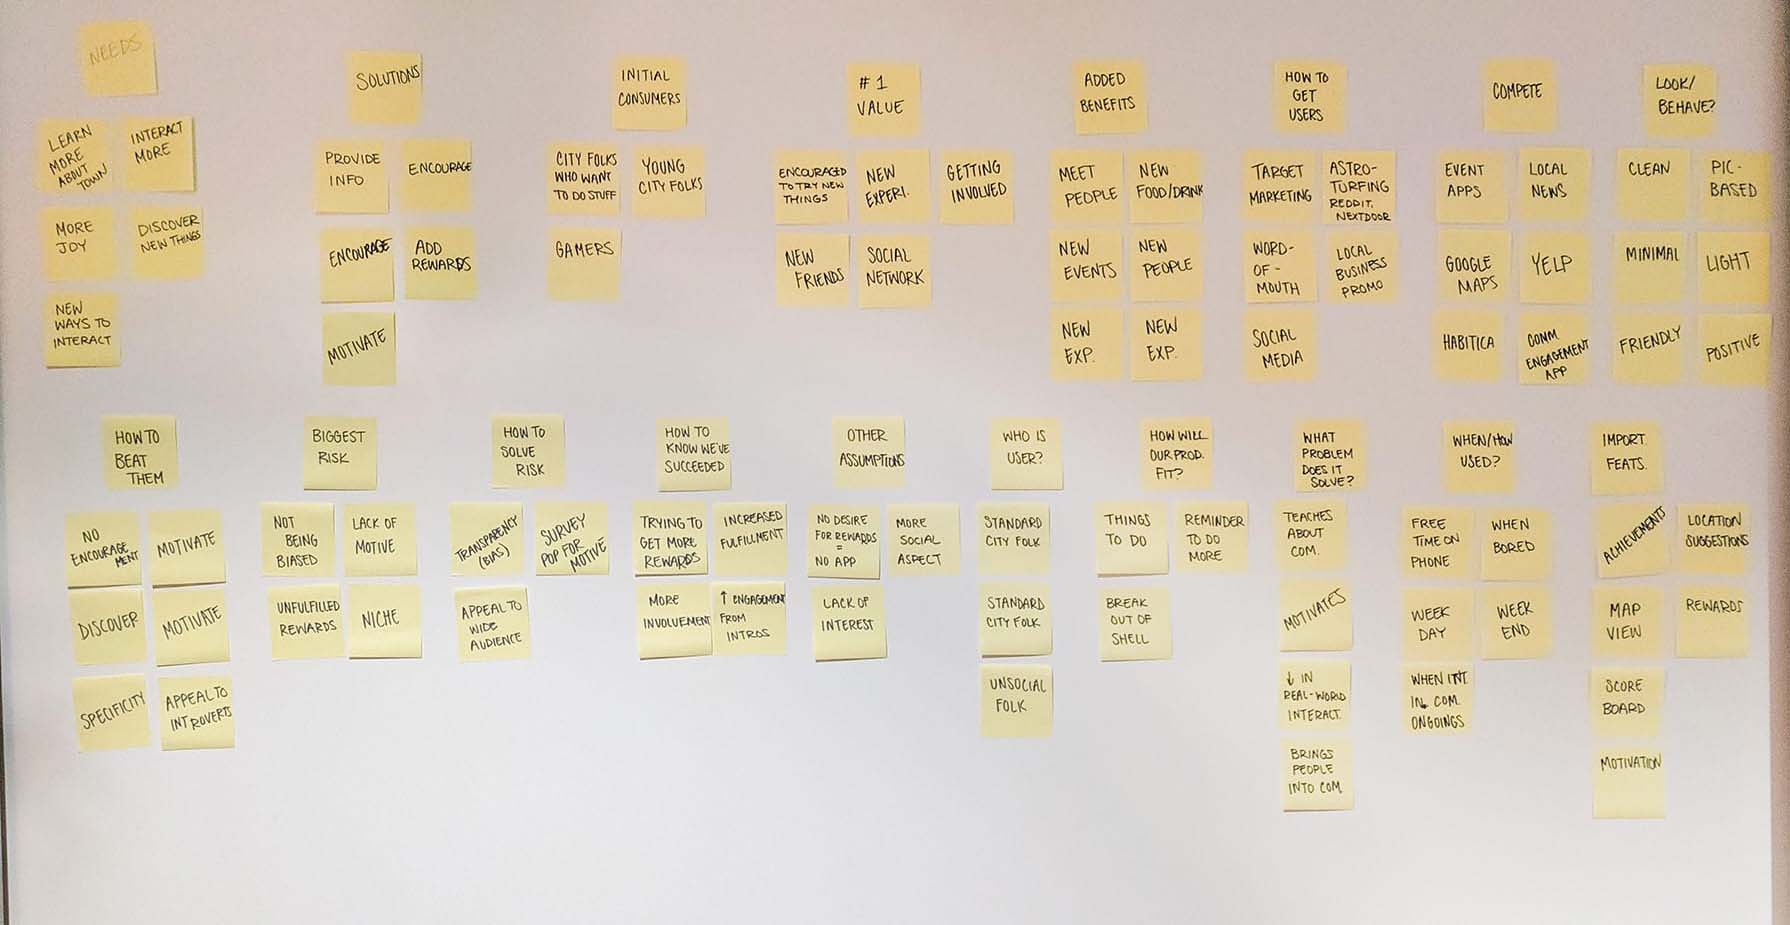 NEEDS
LEARN
MORE
ABOUT
TOWN
INTERACT
MORE
MORE
JOY
DISCOVER
NEW THINGS
NEW
WAYS TO
INTERACT
SOLUTIONS
PROVIDE
INFO
ENCOURAGE
ENCOURAGE
ADD
REWARDS
MOTIVATE
INITIAL
CONSUMERS
CITY FOLKS
WHO WANT
TO DO STUFF
YOUNG
CITY FOLKS
GAMERS
# 1
VALUE
ENCOURAGED
TO TRY NEW
THINGS
NEW
EXPERI.
GETTING
INVOLVED
NEW
FRIENDS
SOCIAL
NETWORK
ADDED
BENEFITS
MEET
PEOPLE
NEW
FOOD/DRINK
NEW
EVENTS
NEW
PEOPLE
NEW
EXP.
NEW
EXP.
HOW TO
GET
USERS
TARGET
MARKETING
ASTRO-
TURFING
REDDIT,
NEXTDOOR
WORD-
OF-
MOUTH
LOCAL
BUSINESS
PROMO
SOCIAL
MEDIA
COMPETE
EVENT
APPS
LOCAL
NEWS
GOOGLE
MAPS
YELP
HABITICA
COMM.
ENGAGEMENT
APP
LOOK/
BEHAVE?
CLEAN
PIC-
BASED
MINIMAL
LIGHT
FRIENDLY
POSITIVE
HOW TO
BEAT
THEM
NO
ENCOURAGE
MENT
MOTIVATE
DISCOVER
MOTIVATE
SPECIFICITY
APPEAL TO
INTROVERTS
BIGGEST
RISK
NOT
BEING
BIASED
LACK OF
MOTIVE
UNFULFILLED
REWARDS
NICHE
HOW TO
SOLVE
RISK
TRANSPARENCY
(BIAS)
SURVEY
POP FOR
MOTIVE
APPEAL TO
WIDE
AUDIENCE
HOW TO
KNOW WE'VE
SUCCEEDED
TRYING TO
GET MORE
REWARDS
INCREASED
FULFILLMENT
MORE
INVOLVEMENT
↑ ENGAGEMENT
FROM
INTROS
OTHER
ASSUMPTIONS
NO DESIRE
FOR REWARDS
=
NO APP
MORE
SOCIAL
ASPECT
LACK OF
INTEREST
WHO IS
USER?
STANDARD
CITY FOLK
STANDARD
CITY FOLK
UNSOCIAL
FOLK
HOW WILL
OUR PROD.
FIT?
THINGS
TO DO
REMINDER
TO DO
MORE
BREAK
OUT OF
SHELL
WHAT
PROBLEM
DOES IT
SOLVE?
TEACHES
ABOUT
COM.
MOTIVATES
↓ IN
REAL-WORLD
INTERACT.
BRINGS
PEOPLE
INTO COM.
WHEN/HOW
USED?
FREE
TIME ON
PHONE
WHEN
BORED
WEEK
DAY
WEEK
END
WHEN INT.
IN COM.
ONGOINGS
IMPORT.
FEATS.
ACHIEVEMENTS
LOCATION
SUGGESTIONS
MAP
VIEW
REWARDS
SCORE
BOARD
MOTIVATION